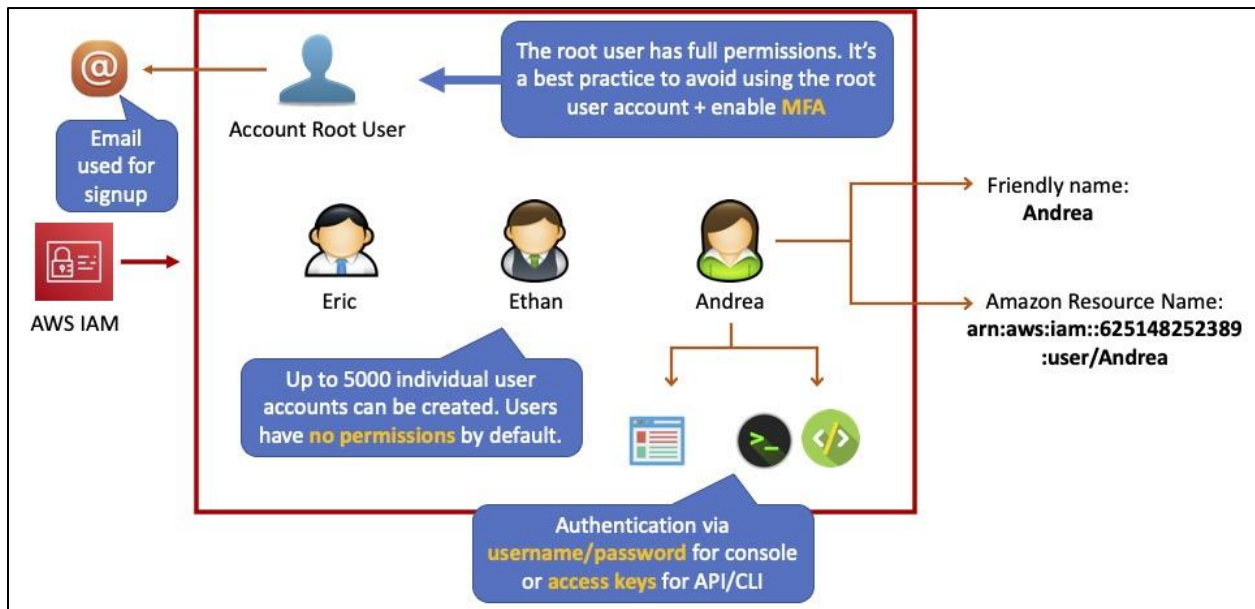 @
The root user has full permissions. It's
a best practice to avoid using the root
user account + enable MFA
Account Root User
Email
used for
signup
Friendly name:
Andrea
AWS IAM
Eric
Ethan
Andrea
Amazon Resource Name:
arn:aws:iam::625148252389
:user/Andrea
Up to 5000 individual user
accounts can be created. Users
have no permissions by default.
>_
</>
Authentication via
username/password for console
or access keys for API/CLI